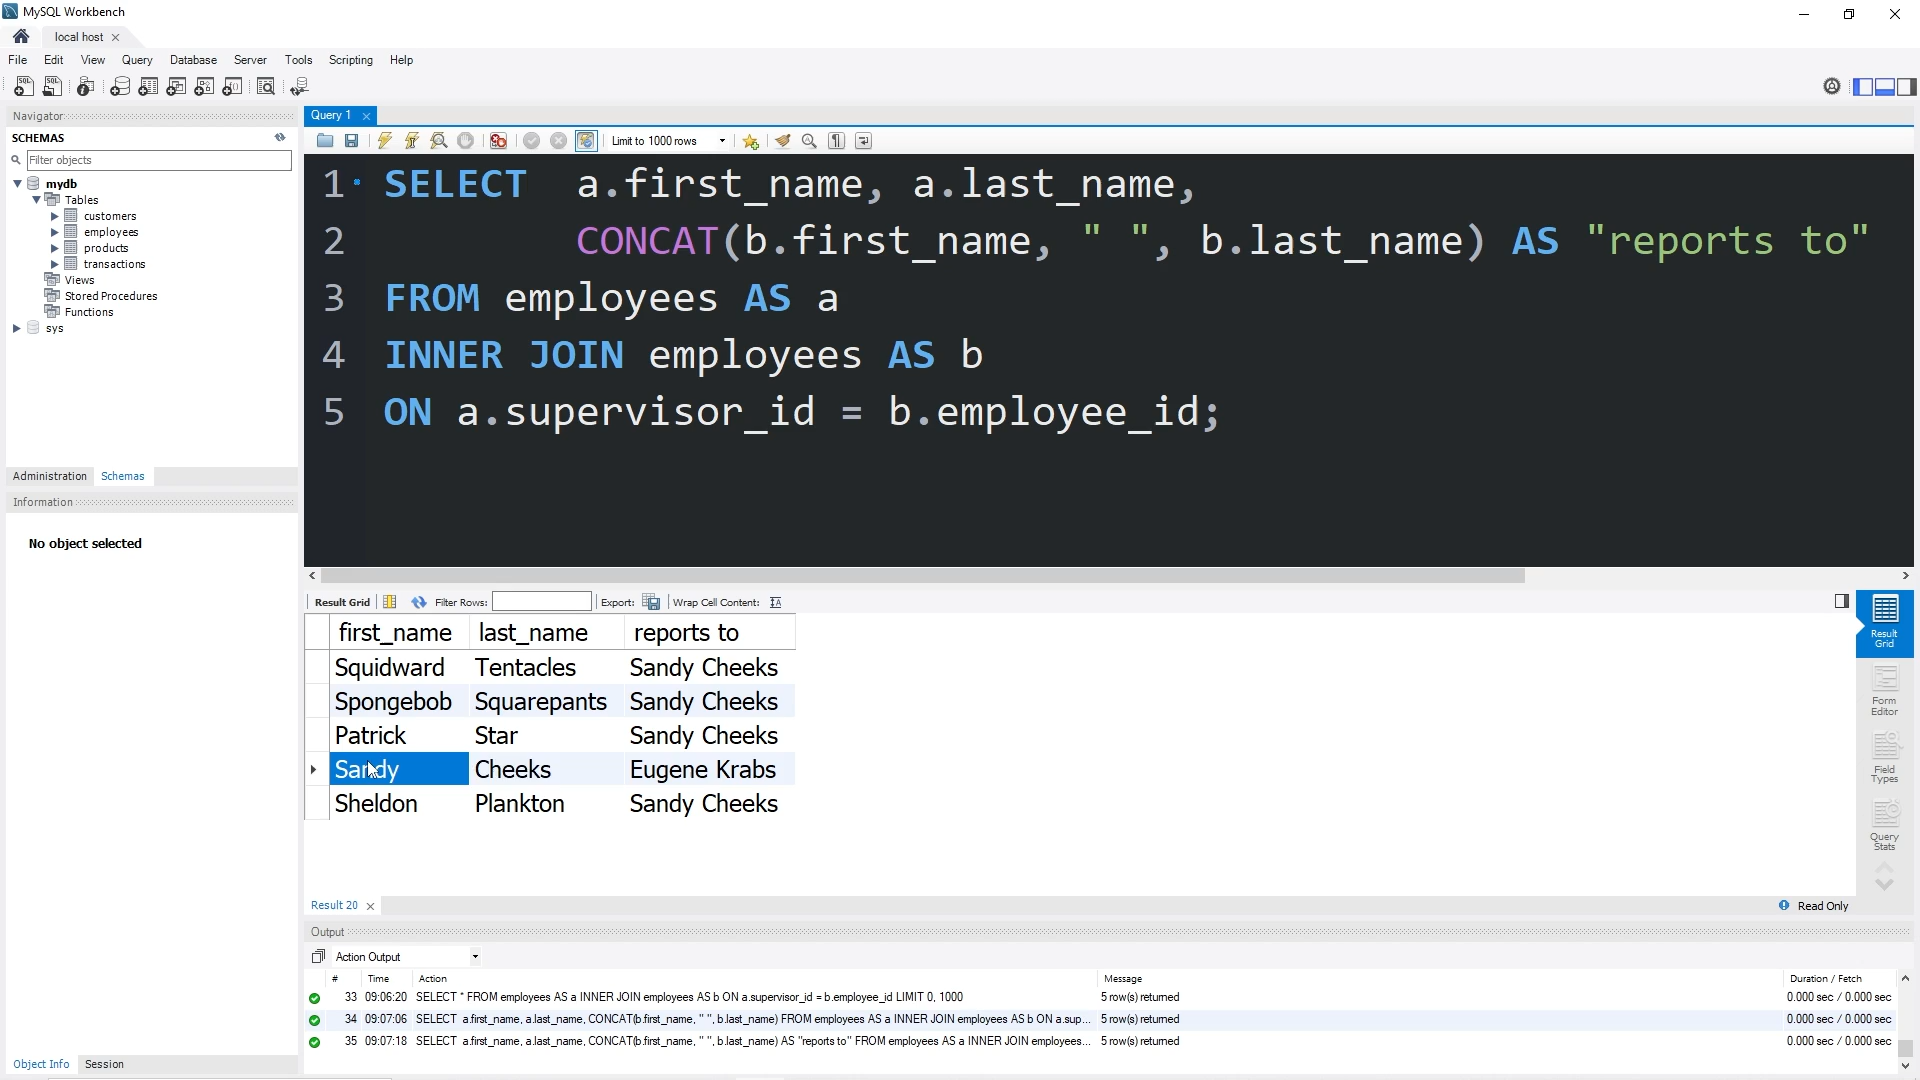 MySQL Workbench
local host
File Edit View Query Database Server Tools Scripting Help
Navigator
SCHEMAS
Filter objects
mydb
Tables
customers
employees
products
transactions
Views
Stored Procedures
Functions
sys
Administration Schemas
Information
No object selected
Object Info Session
Query 1
Limit to 1000 rows
1 SELECT a.first_name, a.last_name,
2 CONCAT(b.first_name, " ", b.last_name) AS "reports to"
3 FROM employees AS a
4 INNER JOIN employees AS b
5 ON a.supervisor_id = b.employee_id;
Result Grid Filter Rows: Export: Wrap Cell Content:
first_name last_name reports to
Squidward Tentacles Sandy Cheeks
Spongebob Squarepants Sandy Cheeks
Patrick Star Sandy Cheeks
Sandy Cheeks Eugene Krabs
Sheldon Plankton Sandy Cheeks
Result
Grid
Form
Editor
Field
Types
Query
Stats
Result 20 Read Only
Output
Action Output
# Time Action Message Duration / Fetch
33 09:06:20 SELECT * FROM employees AS a INNER JOIN employees AS b ON a.supervisor_id = b.employee_id LIMIT 0, 1000 5 row(s) returned 0.000 sec / 0.000 sec
34 09:07:06 SELECT a.first_name, a.last_name, CONCAT(b.first_name, " ", b.last_name) FROM employees AS a INNER JOIN employees AS b ON a.sup... 5 row(s) returned 0.000 sec / 0.000 sec
35 09:07:18 SELECT a.first_name, a.last_name, CONCAT(b.first_name, " ", b.last_name) AS "reports to" FROM employees AS a INNER JOIN employees... 5 row(s) returned 0.000 sec / 0.000 sec